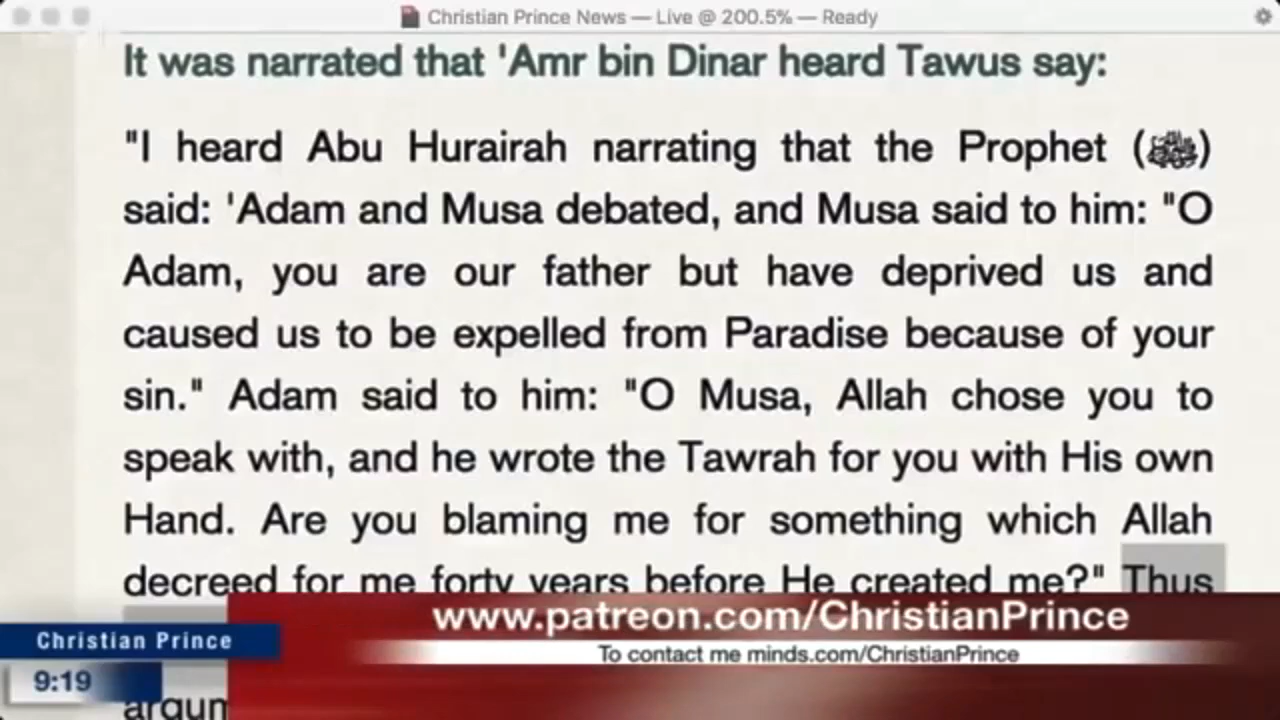 Christian Prince News — Live @ 200.5% — Ready
It was narrated that 'Amr bin Dinar heard Tawus say:
"I heard Abu Hurairah narrating that the Prophet (ﷺ)
said: 'Adam and Musa debated, and Musa said to him: "O
Adam, you are our father but have deprived us and
caused us to be expelled from Paradise because of your
sin." Adam said to him: "O Musa, Allah chose you to
speak with, and he wrote the Tawrah for you with His own
Hand. Are you blaming me for something which Allah
decreed for me forty years before He created me?" Thus
www.patreon.com/ChristianPrince
Christian Prince
To contact me minds.com/ChristianPrince
9:19
argum